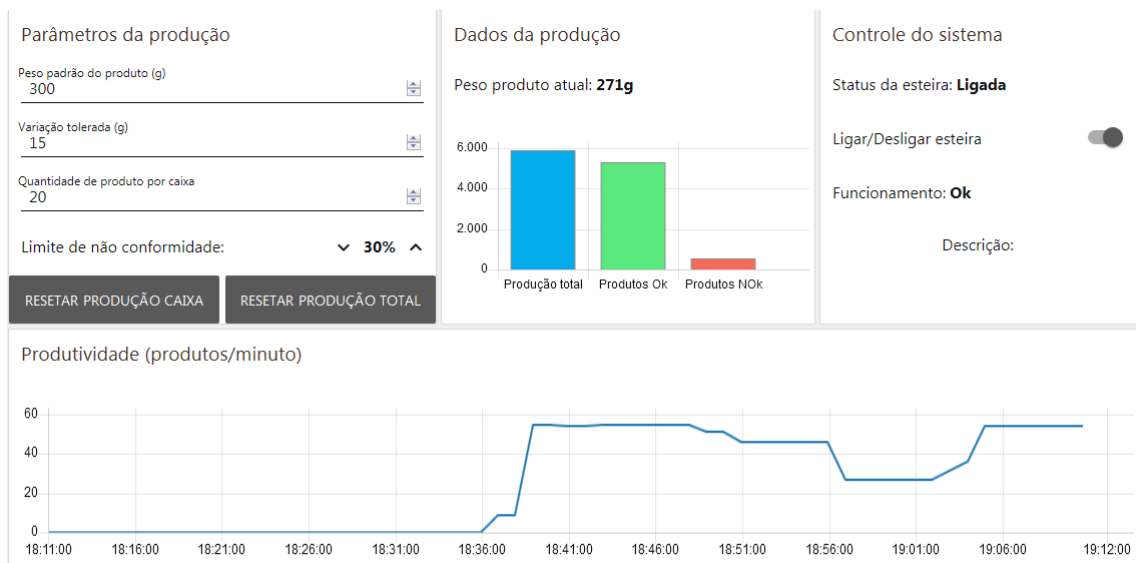 Parâmetros da produção
Peso padrão do produto (g)
300
Variação tolerada (g)
15
Quantidade de produto por caixa
20
Limite de não conformidade: 30%
RESETAR PRODUÇÃO CAIXA RESETAR PRODUÇÃO TOTAL
Dados da produção
Peso produto atual: 271g
6.000
4.000
2.000
0
Produção total Produtos Ok Produtos NOk
Controle do sistema
Status da esteira: Ligada
Ligar/Desligar esteira
Funcionamento: Ok
Descrição:
Produtividade (produtos/minuto)
60
40
20
0
18:11:00 18:16:00 18:21:00 18:26:00 18:31:00 18:36:00 18:41:00 18:46:00 18:51:00 18:56:00 19:01:00 19:06:00 19:12:00